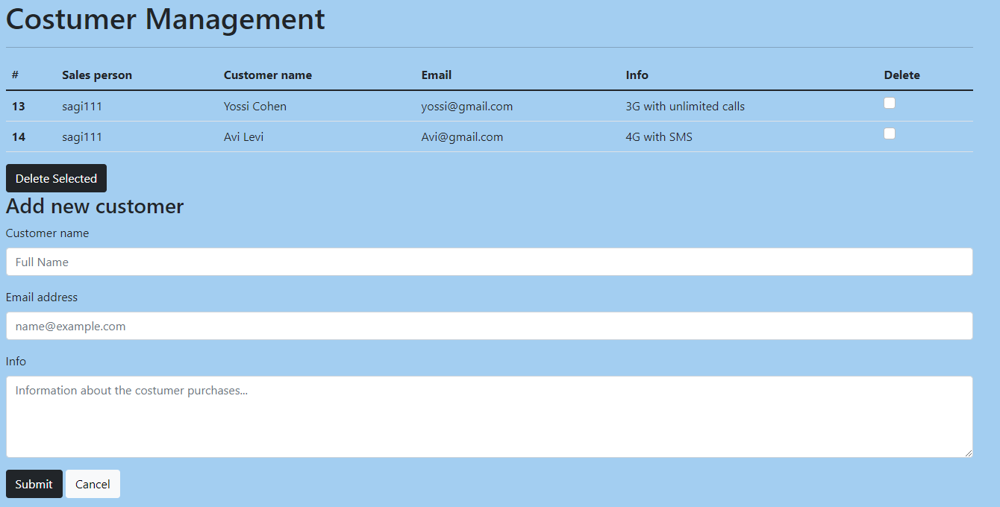 Costumer Management
# Sales person Customer name Email Info Delete
13 sagi111 Yossi Cohen yossi@gmail.com 3G with unlimited calls
14 sagi111 Avi Levi Avi@gmail.com 4G with SMS
Delete Selected
Add new customer
Customer name
Full Name
Email address
name@example.com
Info
Information about the costumer purchases...
Submit Cancel